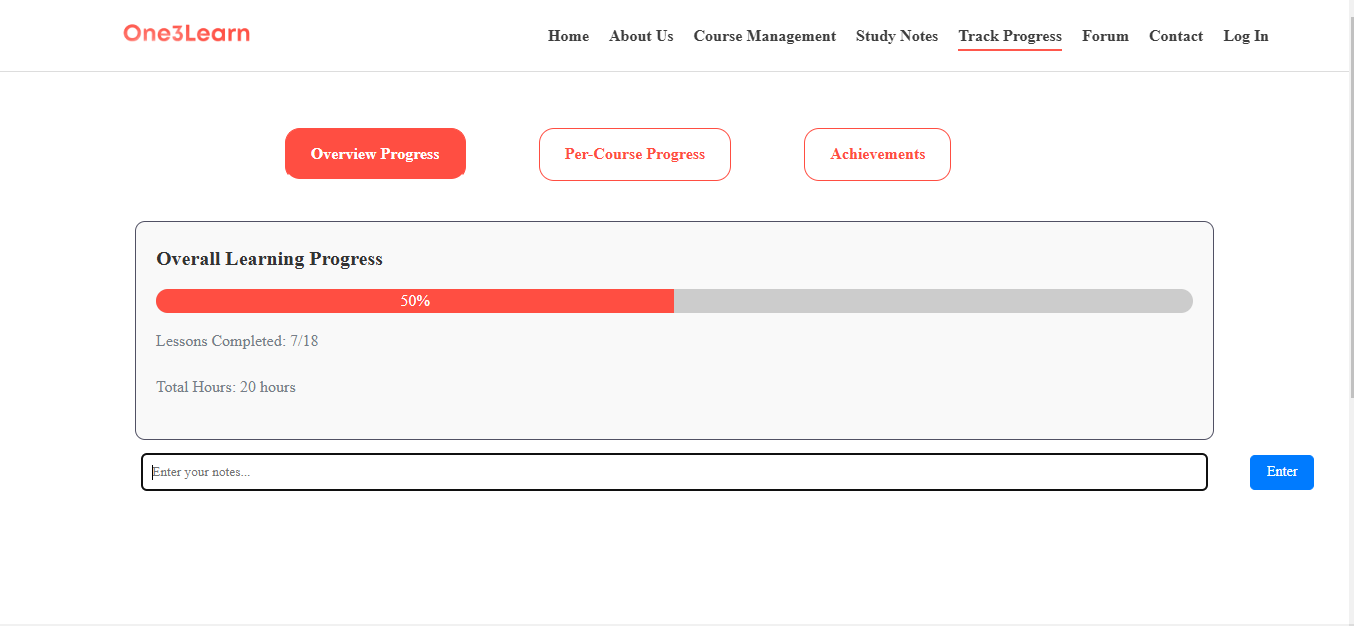 One3Learn
Home About Us Course Management Study Notes Track Progress Forum Contact Log In
Overview Progress Per-Course Progress Achievements
Overall Learning Progress
50%
Lessons Completed: 7/18
Total Hours: 20 hours
Enter your notes... Enter